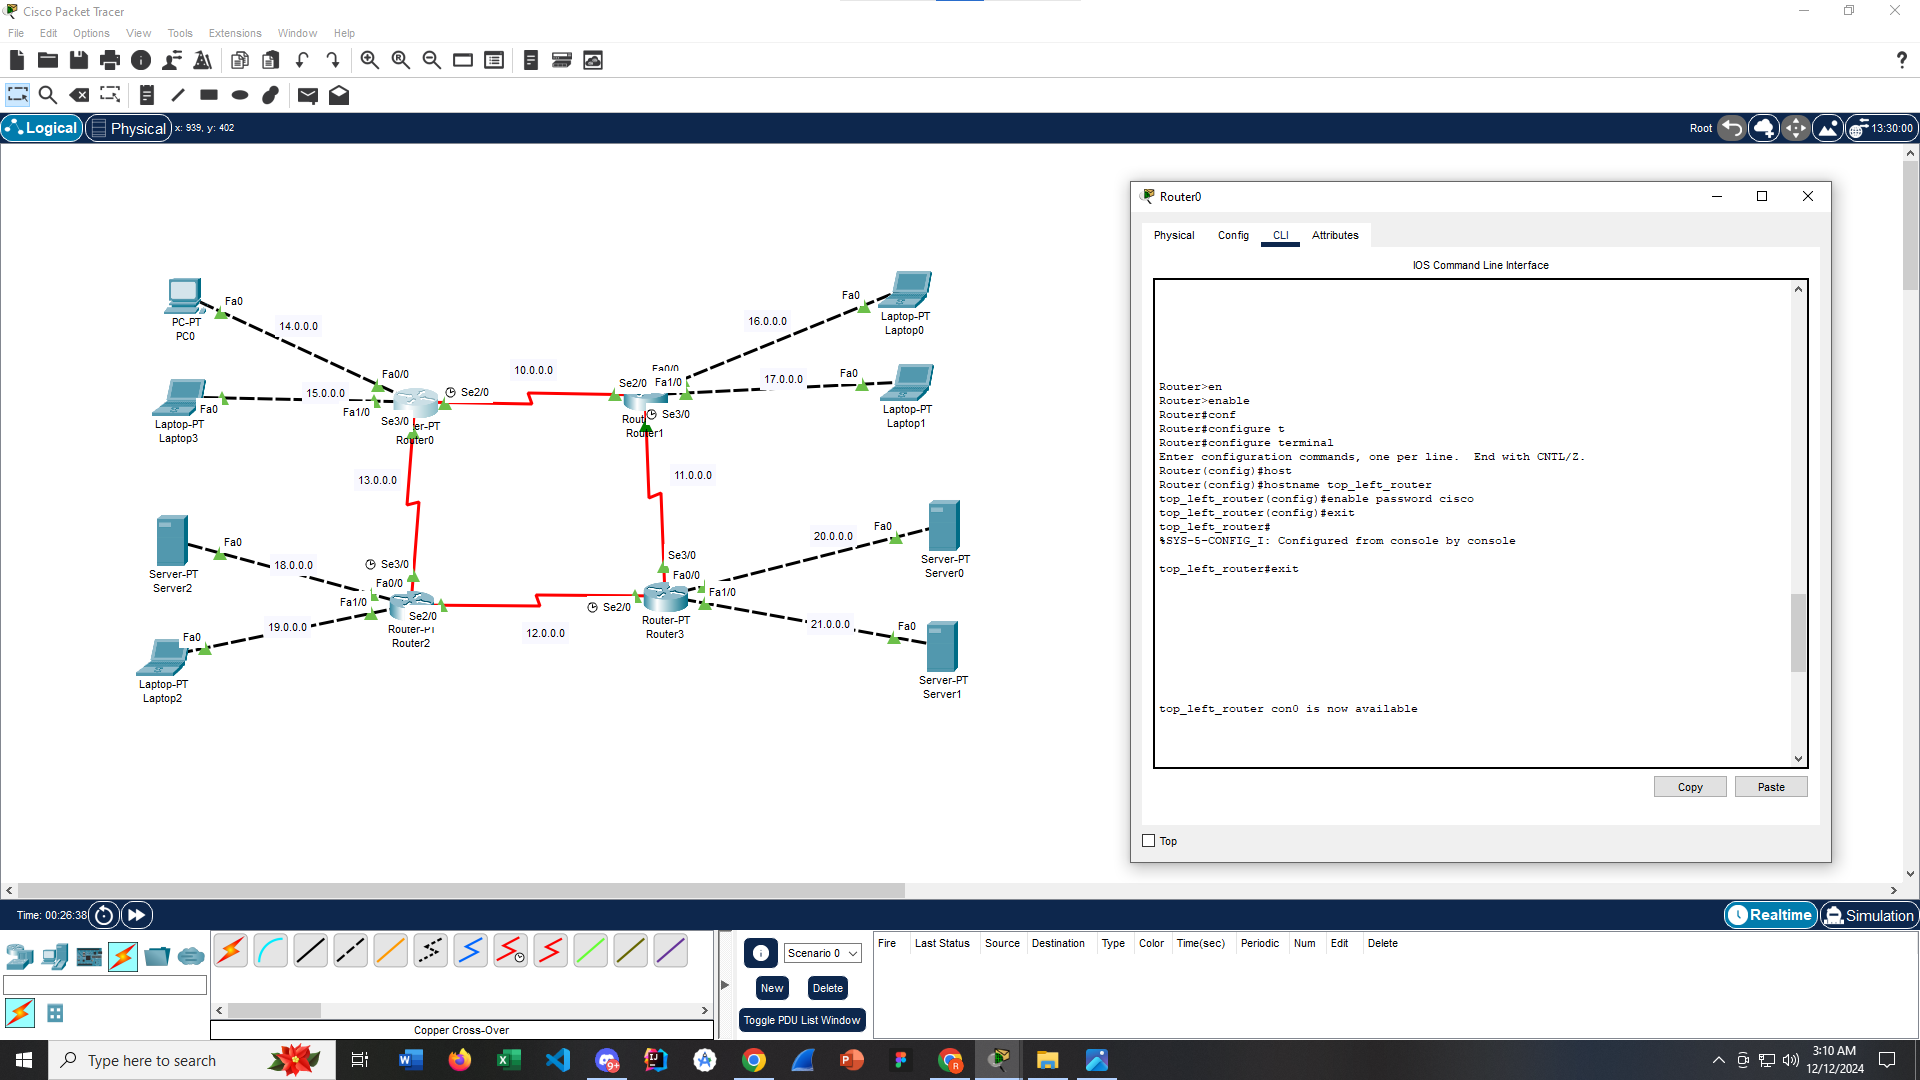 Cisco Packet Tracer
File Edit Options View Tools Extensions Window Help
Logical Physical x: 939, y: 402 Root 13:30:00
Router0
Physical Config CLI Attributes
IOS Command Line Interface
Router>en
Router>enable
Router#conf
Router#configure t
Router#configure terminal
Enter configuration commands, one per line.  End with CNTL/Z.
Router(config)#host
Router(config)#hostname top_left_router
top_left_router(config)#enable password cisco
top_left_router(config)#exit
top_left_router#
%SYS-5-CONFIG_I: Configured from console by console
top_left_router#exit
top_left_router con0 is now available
Copy Paste
Top
Fa0
PC-PT
PC0
14.0.0.0
Fa0/0
Fa0
Laptop-PT
Laptop3
15.0.0.0
Fa1/0
Se2/0
Se3/0
er-PT
Router0
10.0.0.0
Se2/0
Fa0/0
Fa1/0
Se3/0
Rout
Router1
16.0.0.0
Fa0
Laptop-PT
Laptop0
17.0.0.0
Fa0
Laptop-PT
Laptop1
13.0.0.0
11.0.0.0
Fa0
Server-PT
Server2
18.0.0.0
Se3/0
Fa0/0
Fa1/0
Se2/0
Router-PT
Router2
19.0.0.0
Fa0
Laptop-PT
Laptop2
12.0.0.0
Se3/0
Fa0/0
Fa1/0
Se2/0
Router-PT
Router3
20.0.0.0
Fa0
Server-PT
Server0
21.0.0.0
Fa0
Server-PT
Server1
Time: 00:26:38 Realtime Simulation
Scenario 0
New Delete
Toggle PDU List Window
Fire Last Status Source Destination Type Color Time(sec) Periodic Num Edit Delete
Copper Cross-Over
Type here to search
3:10 AM
12/12/2024